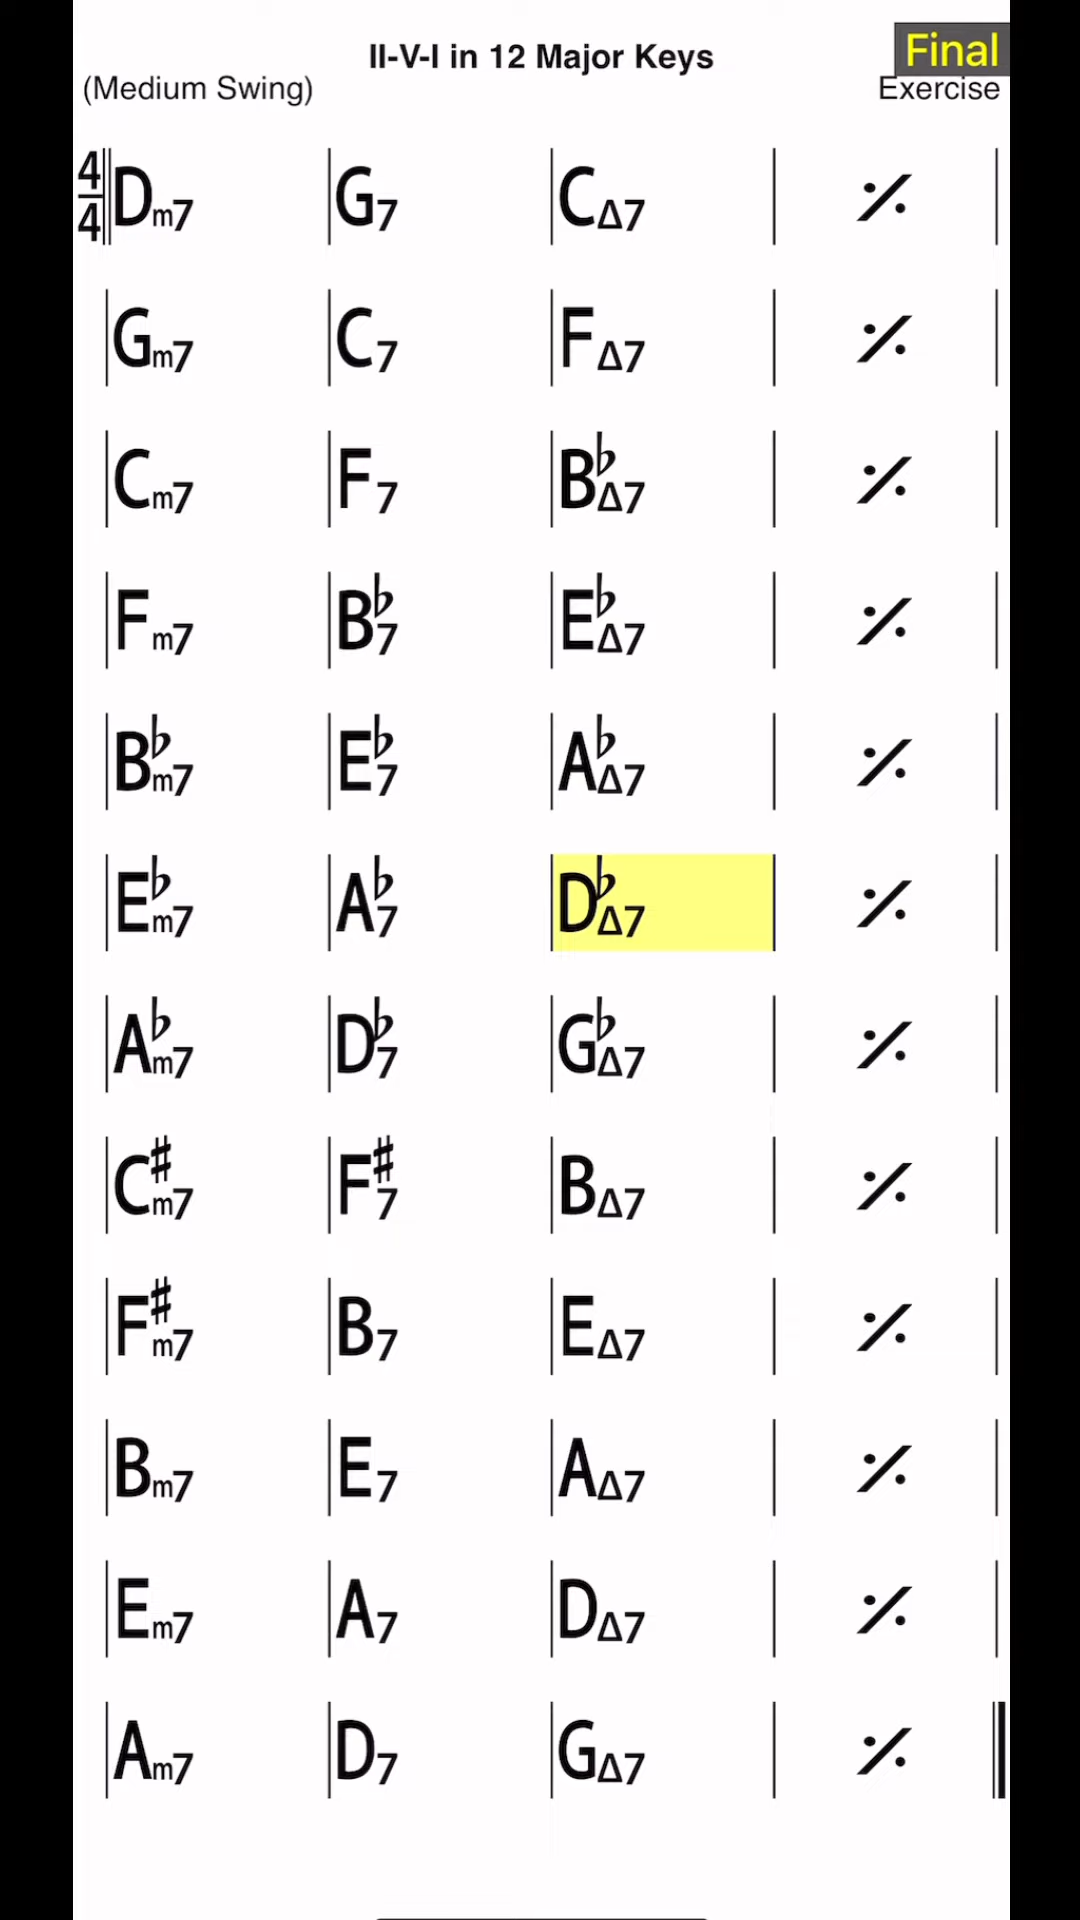 Final
II-V-I in 12 Major Keys
(Medium Swing) Exercise
4/4 Dm7 G7 CΔ7 𝄎
Gm7 C7 FΔ7 𝄎
Cm7 F7 B♭Δ7 𝄎
Fm7 B♭7 E♭Δ7 𝄎
B♭m7 E♭7 A♭Δ7 𝄎
E♭m7 A♭7 D♭Δ7 𝄎
A♭m7 D♭7 G♭Δ7 𝄎
C♯m7 F♯7 BΔ7 𝄎
F♯m7 B7 EΔ7 𝄎
Bm7 E7 AΔ7 𝄎
Em7 A7 DΔ7 𝄎
Am7 D7 GΔ7 𝄎